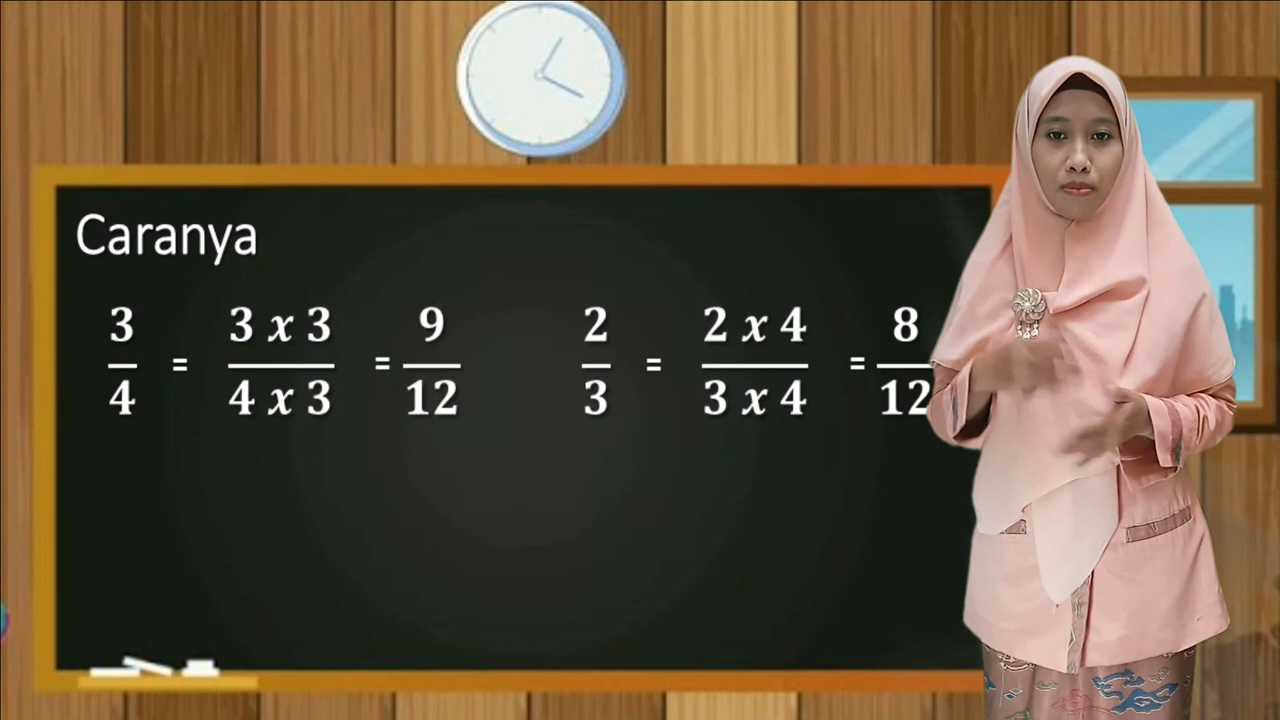 Caranya
3/4 = 3 x 3/4 x 3 = 9/12
2/3 = 2 x 4/3 x 4 = 8/12